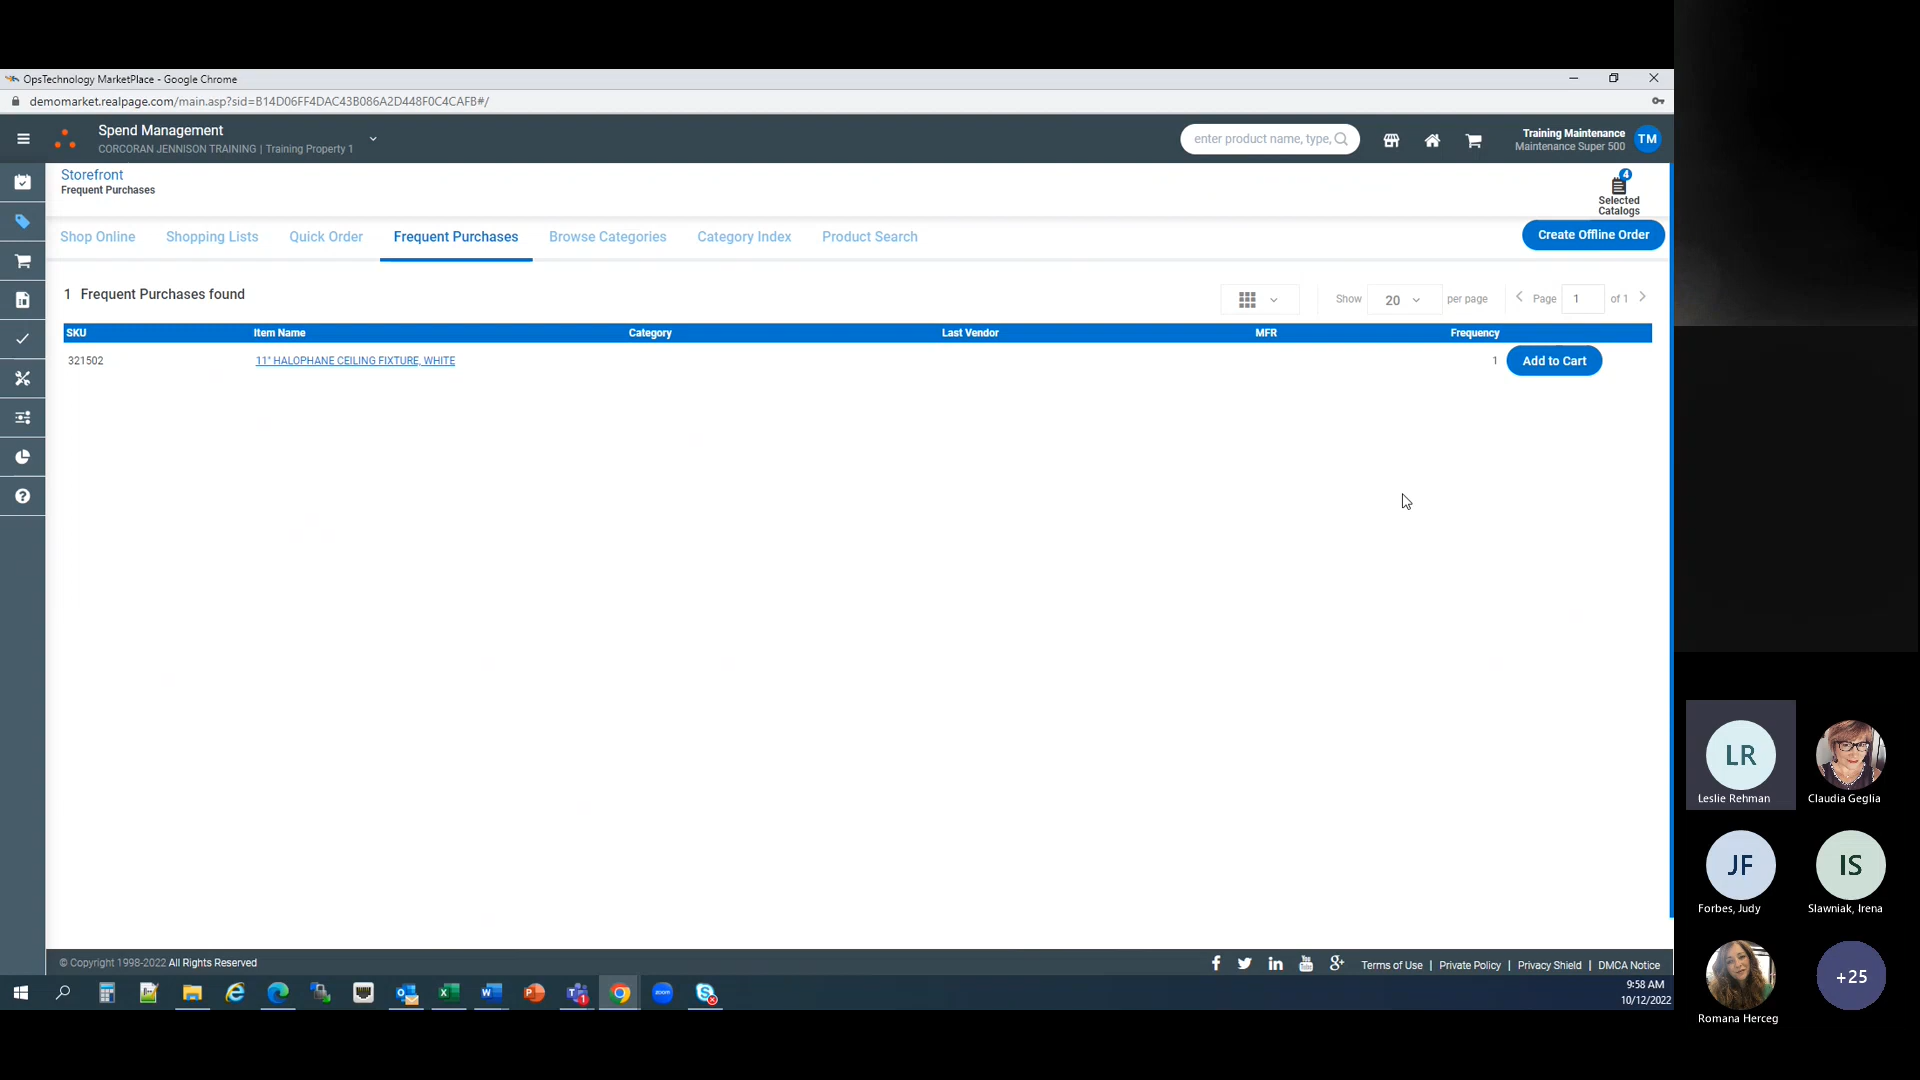 OpsTechnology MarketPlace - Google Chrome
demomarket.realpage.com/main.asp?sid=B14D06FF4DAC43B086A2D448F0C4CAFB#/
Spend Management
CORCORAN JENNISON TRAINING | Training Property 1
enter product name, type,
Training Maintenance
Maintenance Super 500
TM
Storefront
Frequent Purchases
4
Selected
Catalogs
Shop Online Shopping Lists Quick Order Frequent Purchases Browse Categories Category Index Product Search
Create Offline Order
1 Frequent Purchases found
Show 20 per page
Page 1 of 1
SKU Item Name Category Last Vendor MFR Frequency
321502 11" HALOPHANE CEILING FIXTURE, WHITE 1 Add to Cart
© Copyright 1998-2022 All Rights Reserved
Terms of Use | Private Policy | Privacy Shield | DMCA Notice
9:58 AM
10/12/2022
LR
Leslie Rehman
Claudia Geglia
JF
Forbes, Judy
IS
Slawniak, Irena
Romana Herceg
+25